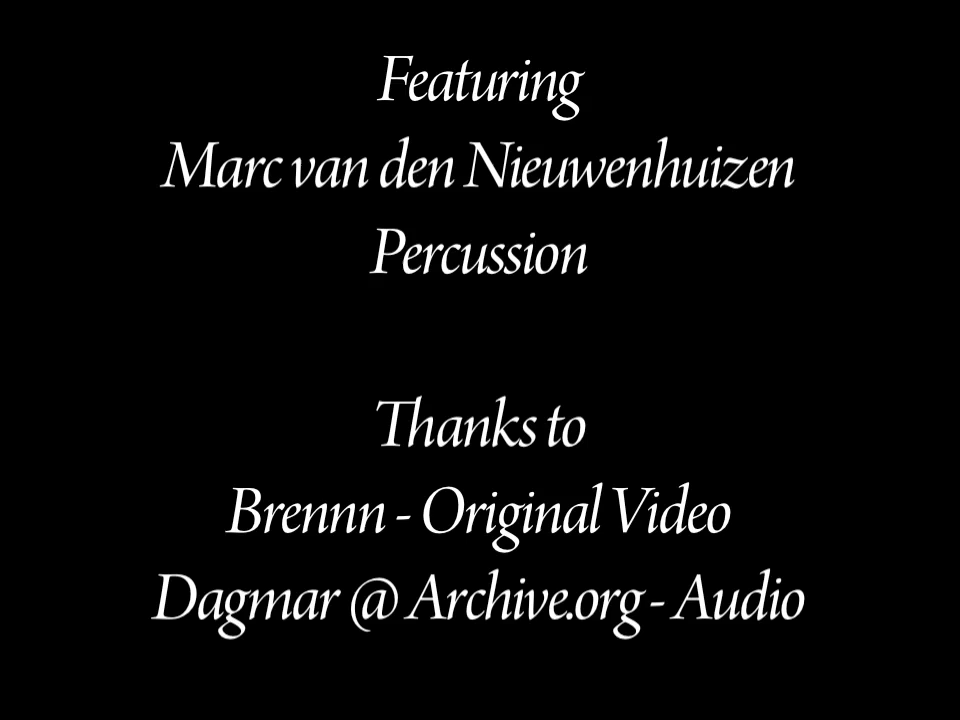 Featuring
Marc van den Nieuwenhuizen
Percussion
Thanks to
Brennn - Original Video
Dagmar @ Archive.org - Audio